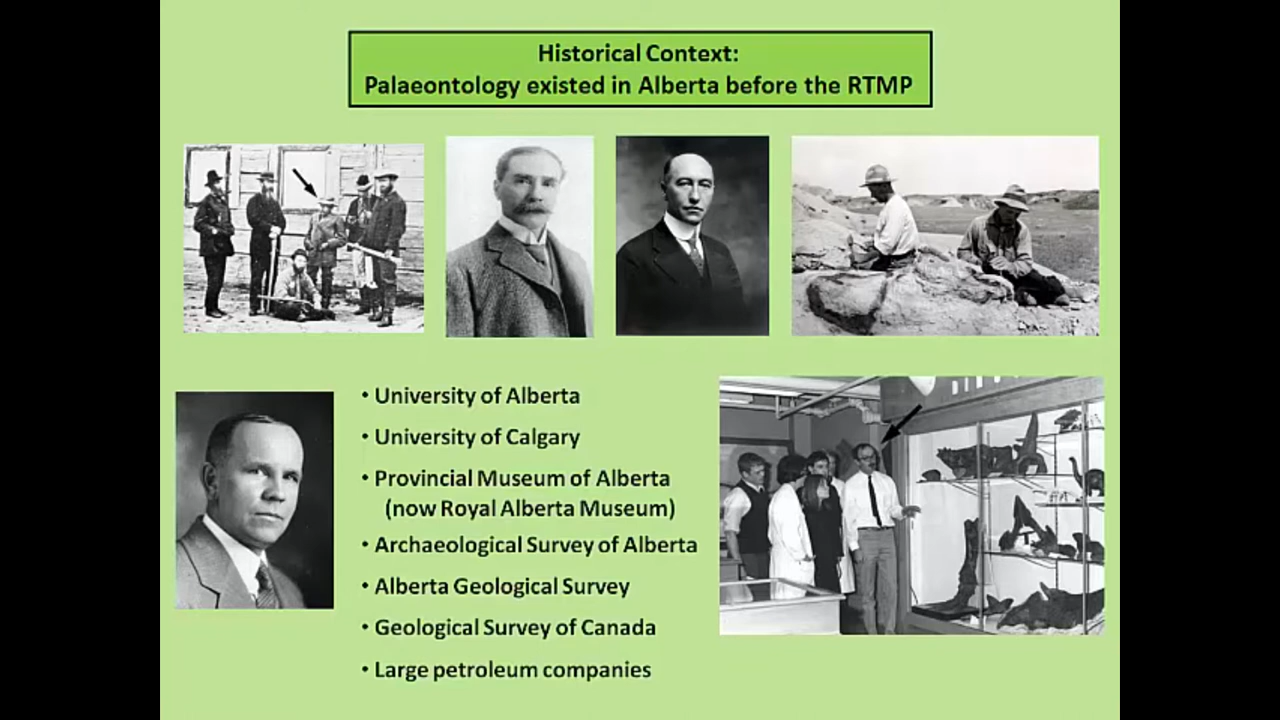 Historical Context:
Palaeontology existed in Alberta before the RTMP
• University of Alberta
• University of Calgary
• Provincial Museum of Alberta
(now Royal Alberta Museum)
• Archaeological Survey of Alberta
• Alberta Geological Survey
• Geological Survey of Canada
• Large petroleum companies